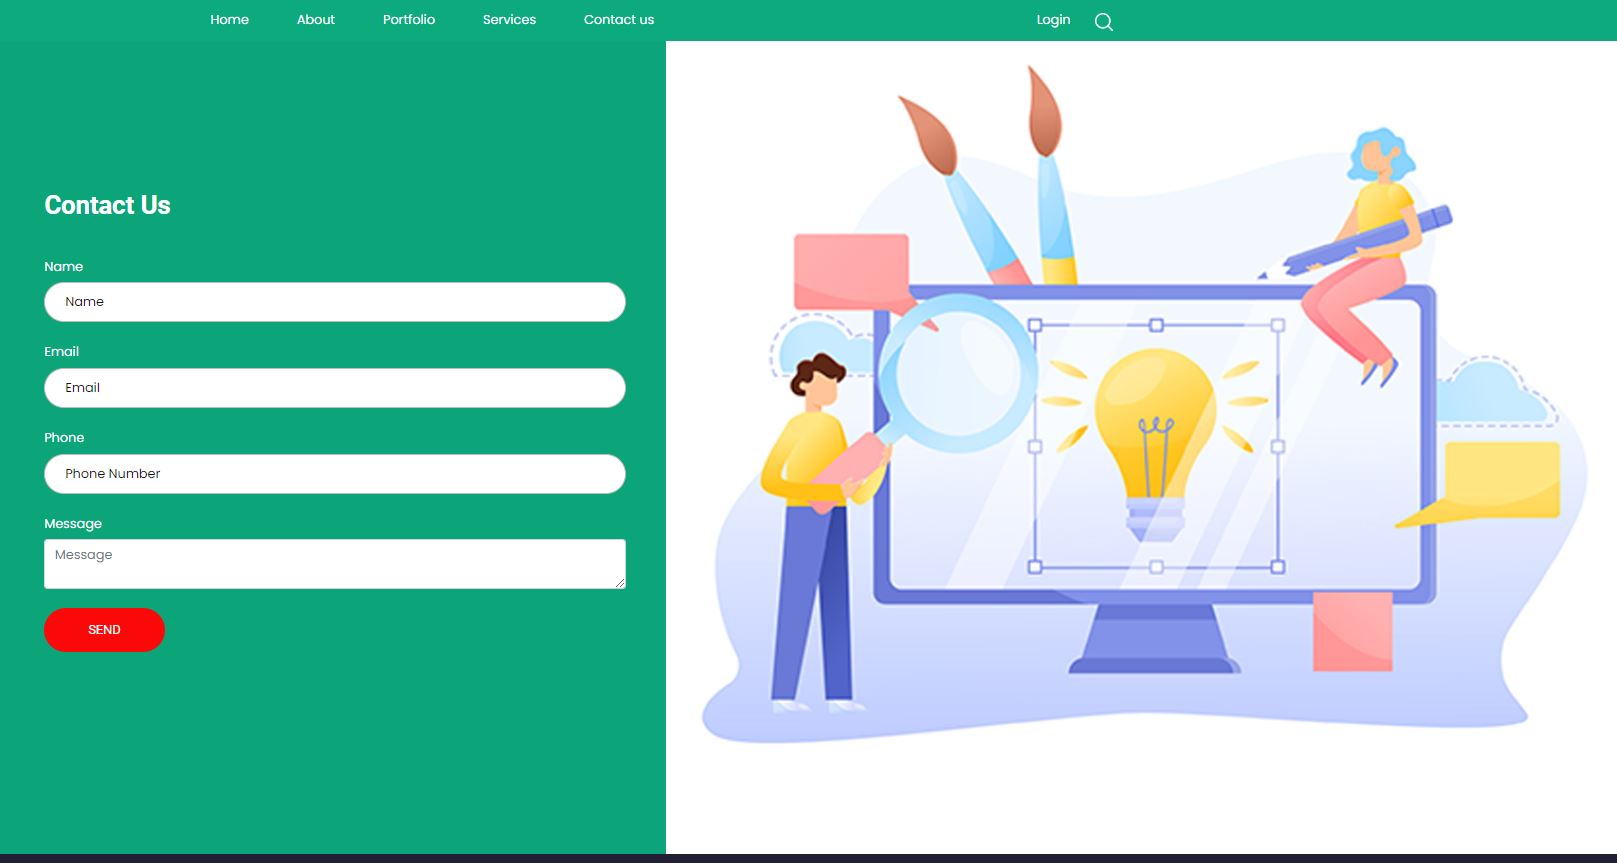 Home About Portfolio Services Contact us Login
Contact Us
Name
Name
Email
Email
Phone
Phone Number
Message
Message
SEND